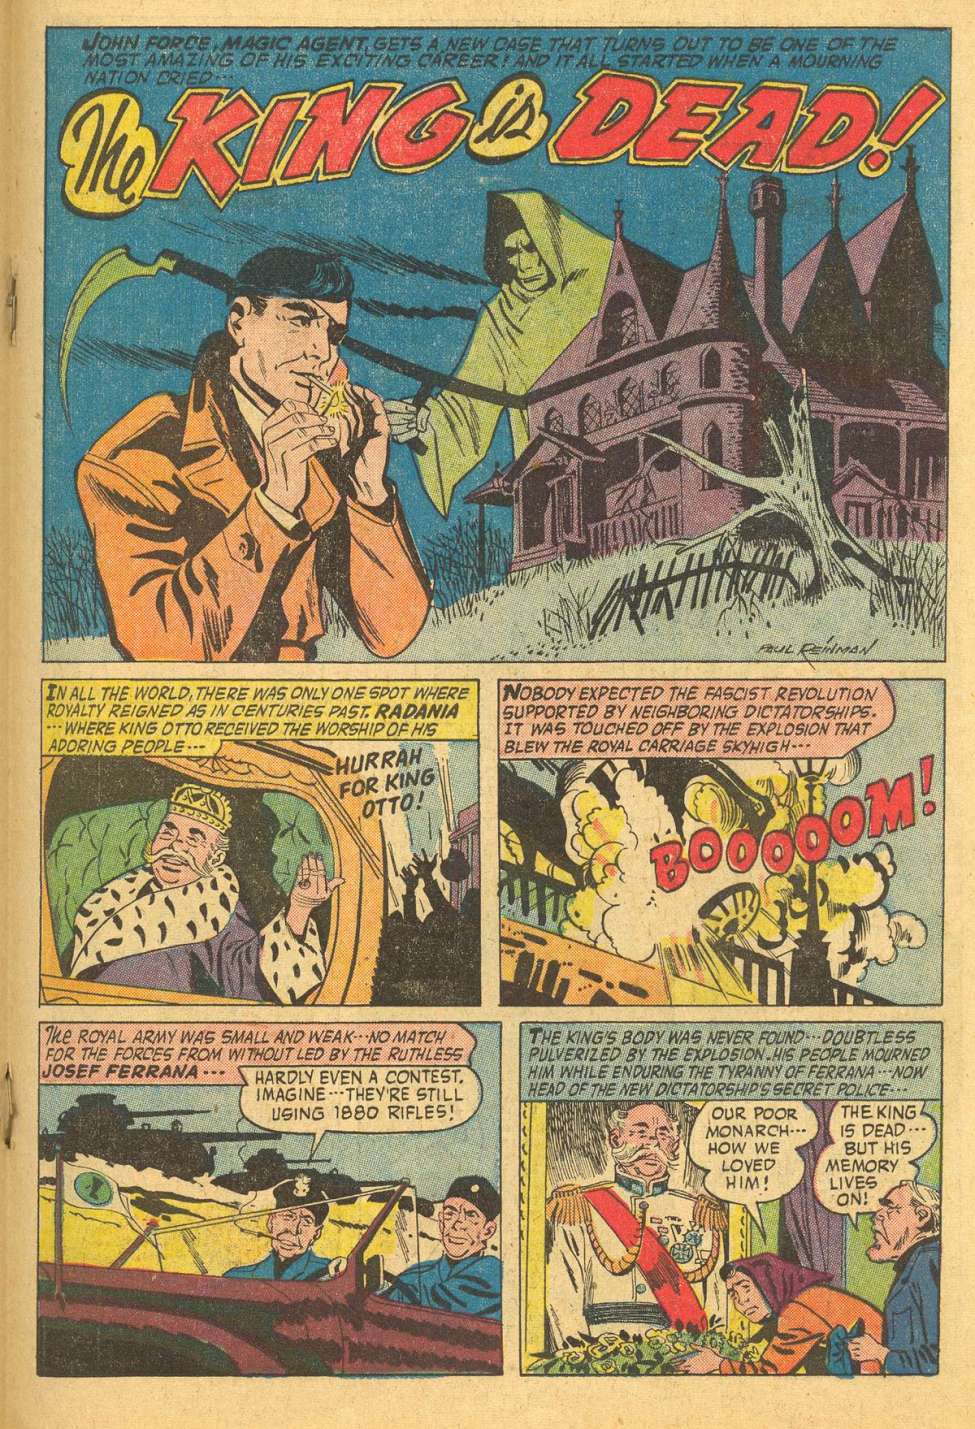 JOHN FORCE, MAGIC AGENT, GETS A NEW CASE THAT TURNS OUT TO BE ONE OF THE
MOST AMAZING OF HIS EXCITING CAREER! AND IT ALL STARTED WHEN A MOURNING
NATION CRIED---
The KING is DEAD!
PAUL REINMAN
IN ALL THE WORLD, THERE WAS ONLY ONE SPOT WHERE
ROYALTY REIGNED AS IN CENTURIES PAST. RADANIA
---WHERE KING OTTO RECEIVED THE WORSHIP OF HIS
ADORING PEOPLE---
HURRAH
FOR KING
OTTO!
NOBODY EXPECTED THE FASCIST REVOLUTION
SUPPORTED BY NEIGHBORING DICTATORSHIPS.
IT WAS TOUCHED OFF BY THE EXPLOSION THAT
BLEW THE ROYAL CARRIAGE SKYHIGH---
BOOOOOM!
THE ROYAL ARMY WAS SMALL AND WEAK---NO MATCH
FOR THE FORCES FROM WITHOUT LED BY THE RUTHLESS
JOSEF FERRANA---
HARDLY EVEN A CONTEST.
IMAGINE---THEY'RE STILL
USING 1880 RIFLES!
THE KING'S BODY WAS NEVER FOUND---DOUBTLESS
PULVERIZED BY THE EXPLOSION. HIS PEOPLE MOURNED
HIM WHILE ENDURING THE TYRANNY OF FERRANA---NOW
HEAD OF THE NEW DICTATORSHIP'S SECRET POLICE---
OUR POOR
MONARCH---
HOW WE
LOVED
HIM!
THE KING
IS DEAD---
BUT HIS
MEMORY
LIVES
ON!